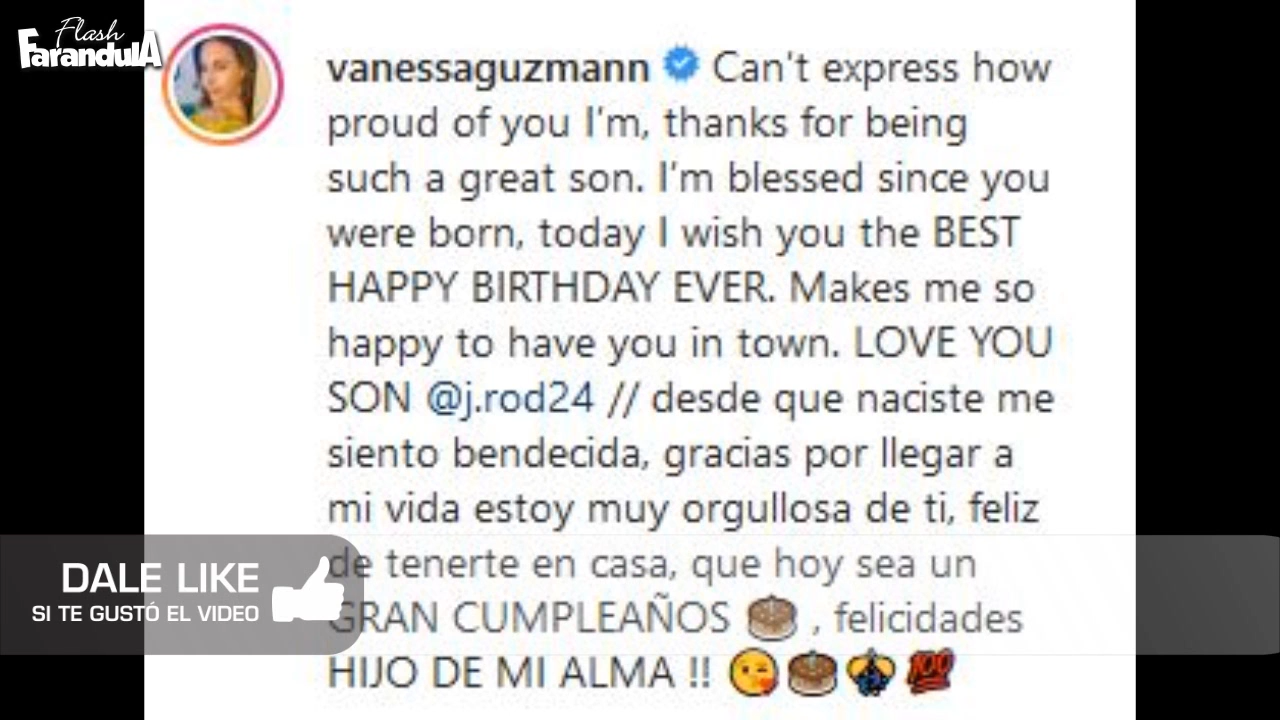 Flash
FarandulA
vanessaguzmann Can't express how
proud of you I'm, thanks for being
such a great son. I'm blessed since you
were born, today I wish you the BEST
HAPPY BIRTHDAY EVER. Makes me so
happy to have you in town. LOVE YOU
SON @j.rod24 // desde que naciste me
siento bendecida, gracias por llegar a
mi vida estoy muy orgullosa de ti, feliz
de tenerte en casa, que hoy sea un
GRAN CUMPLEAÑOS 🎂 , felicidades
HIJO DE MI ALMA !! 😘🎂🙏💯
DALE LIKE
SI TE GUSTÓ EL VIDEO